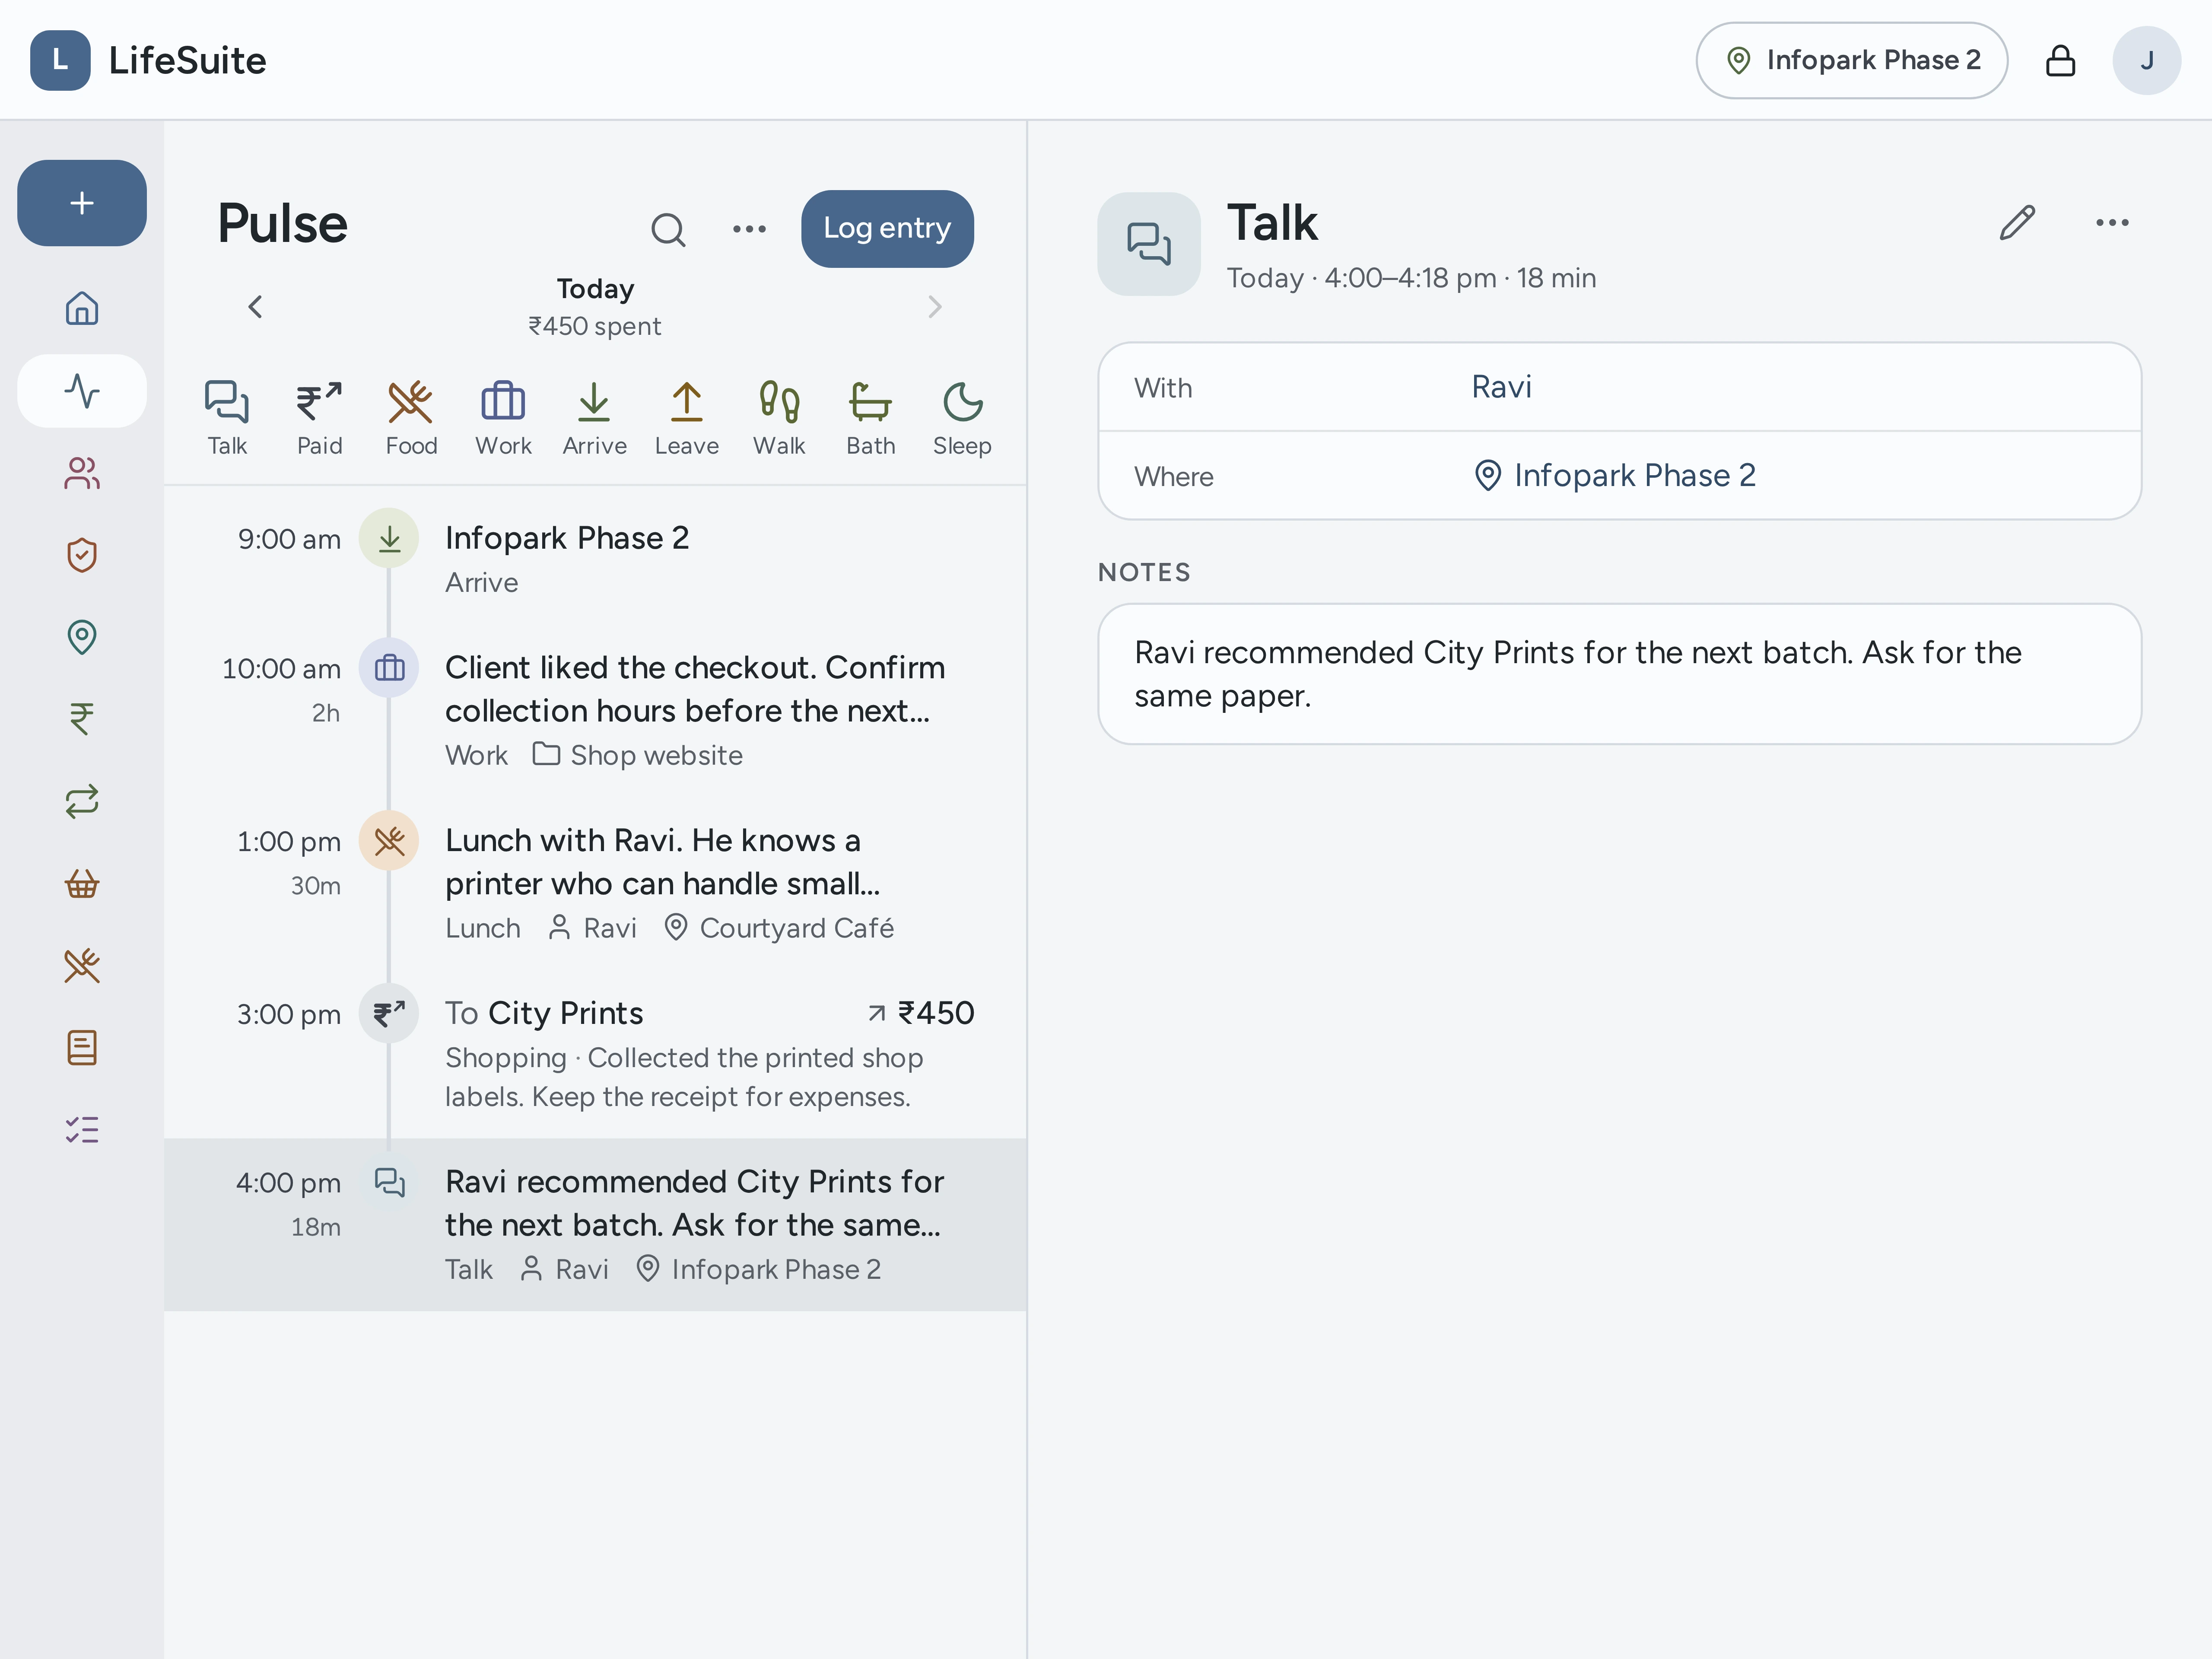 L LifeSuite
Infopark Phase 2
J
Pulse
Log entry
Today
₹450 spent
Talk
Paid
Food
Work
Arrive
Leave
Walk
Bath
Sleep
9:00 am
Infopark Phase 2
Arrive
10:00 am
2h
Client liked the checkout. Confirm
collection hours before the next...
Work Shop website
1:00 pm
30m
Lunch with Ravi. He knows a
printer who can handle small...
Lunch Ravi Courtyard Café
3:00 pm
To City Prints ₹450
Shopping · Collected the printed shop
labels. Keep the receipt for expenses.
4:00 pm
18m
Ravi recommended City Prints for
the next batch. Ask for the same...
Talk Ravi Infopark Phase 2
Talk
Today · 4:00–4:18 pm · 18 min
With Ravi
Where Infopark Phase 2
NOTES
Ravi recommended City Prints for the next batch. Ask for the
same paper.